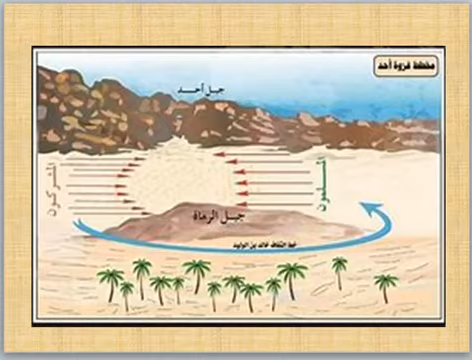 مخطط غزوة أحد
جبل أحد
المسلمون
المشركون
جبل الرماة
خط التفاف خالد بن الوليد